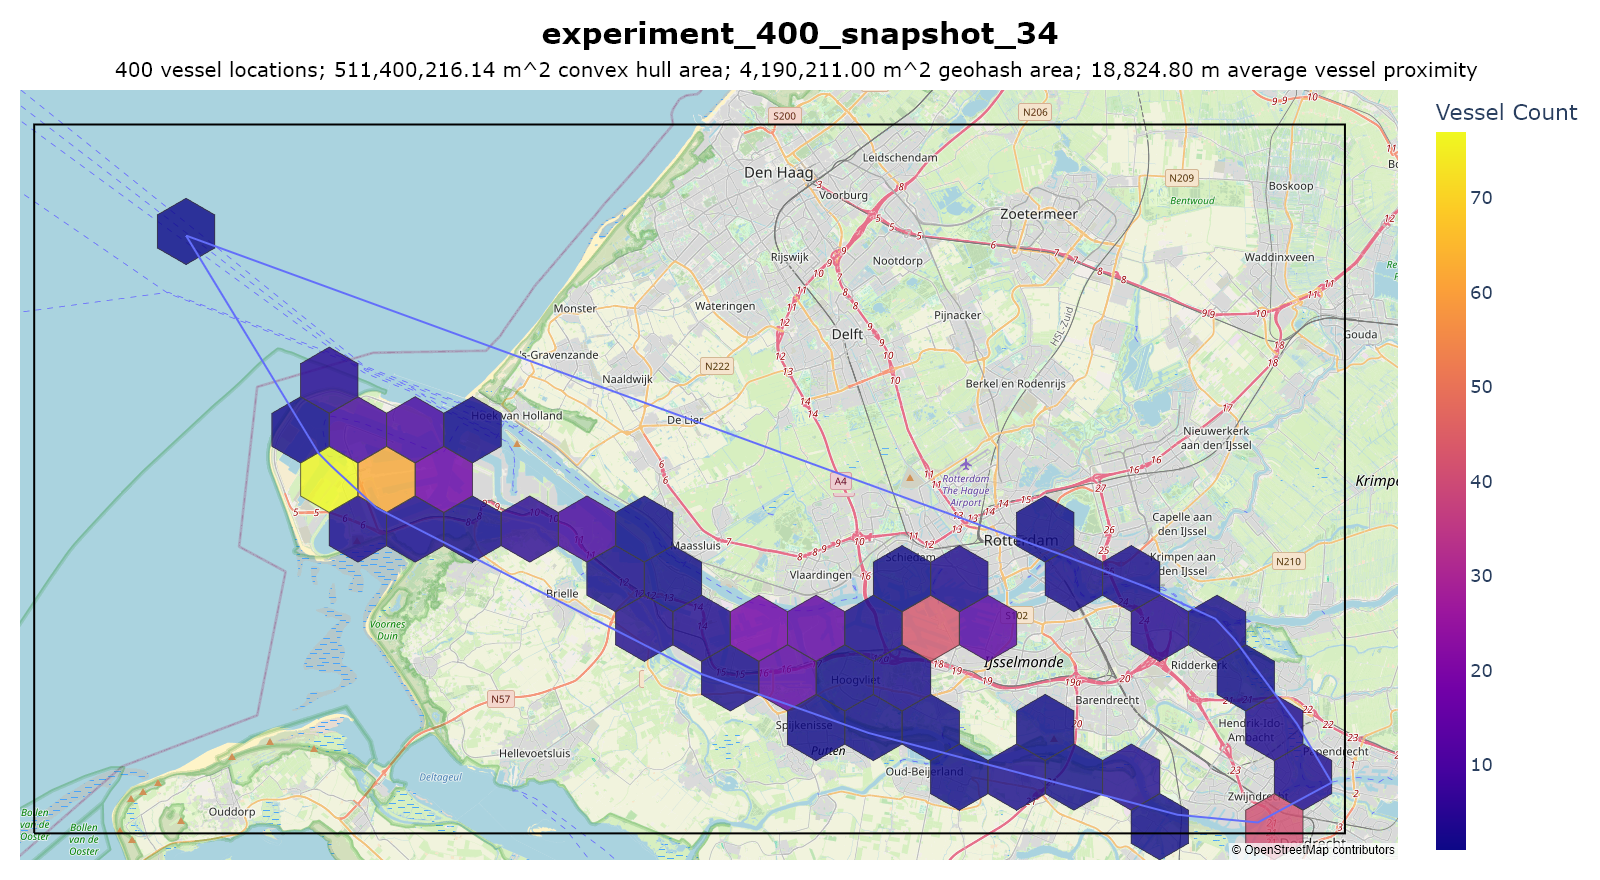 experiment_400_snapshot_34
400 vessel locations; 511,400,216.14 m^2 convex hull area; 4,190,211.00 m^2 geohash area; 18,824.80 m average vessel proximity
Vessel Count
70
60
50
40
30
20
10
S200
N206
Leidschendam
Den Haag
Voorburg
N209
Boskoop
Bentwoud
Zoetermeer
Rijswijk
Nootdorp
Waddinxveen
Monster
Wateringen
Pijnacker
HSL-Zuid
Delft
Gouda
's-Gravenzande
N222
Naaldwijk
Berkel en Rodenrijs
Hoek van Holland
De Lier
Nieuwerkerk
aan den IJssel
A4
Rotterdam
The Hague
Airport
Krimpe
Capelle aan
den IJssel
Rotterdam
Maassluis
Schiedam
Krimpen aan
den IJssel
N210
Vlaardingen
Brielle
S102
Voornes
Duin
IJsselmonde
Ridderkerk
Hoogvliet
N57
Barendrecht
Spijkenisse
Hendrik-Ido-
Ambacht
Putten
Papendrecht
Hellevoetsluis
Oud-Beijerland
Deltageul
Zwijndrecht
Ouddorp
Bollen
van de
Ooster
Bollen
van de
Ooster
Dordrecht
© OpenStreetMap contributors